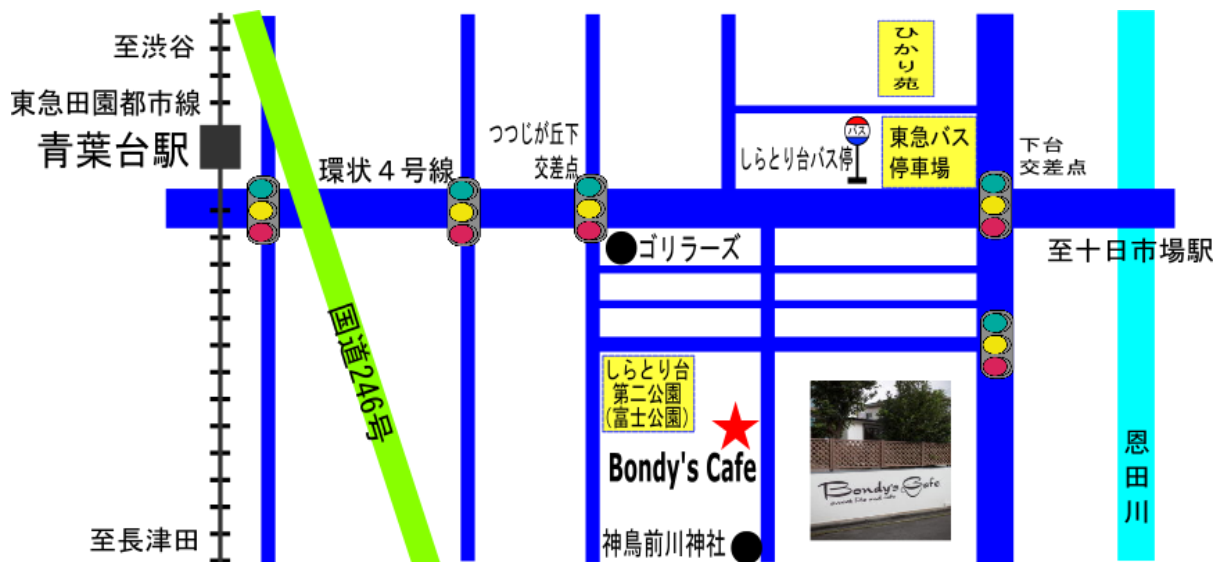 至渋谷
東急田園都市線
青葉台駅
環状4号線
つつじが丘下
交差点
ひかり苑
バス
しらとり台バス停
東急バス
停車場
下台
交差点
至十日市場駅
ゴリラーズ
国道246号
しらとり台
第二公園
(富士公園)
Bondy's Cafe
Bondy's Cafe
恩田川
至長津田
神鳥前川神社